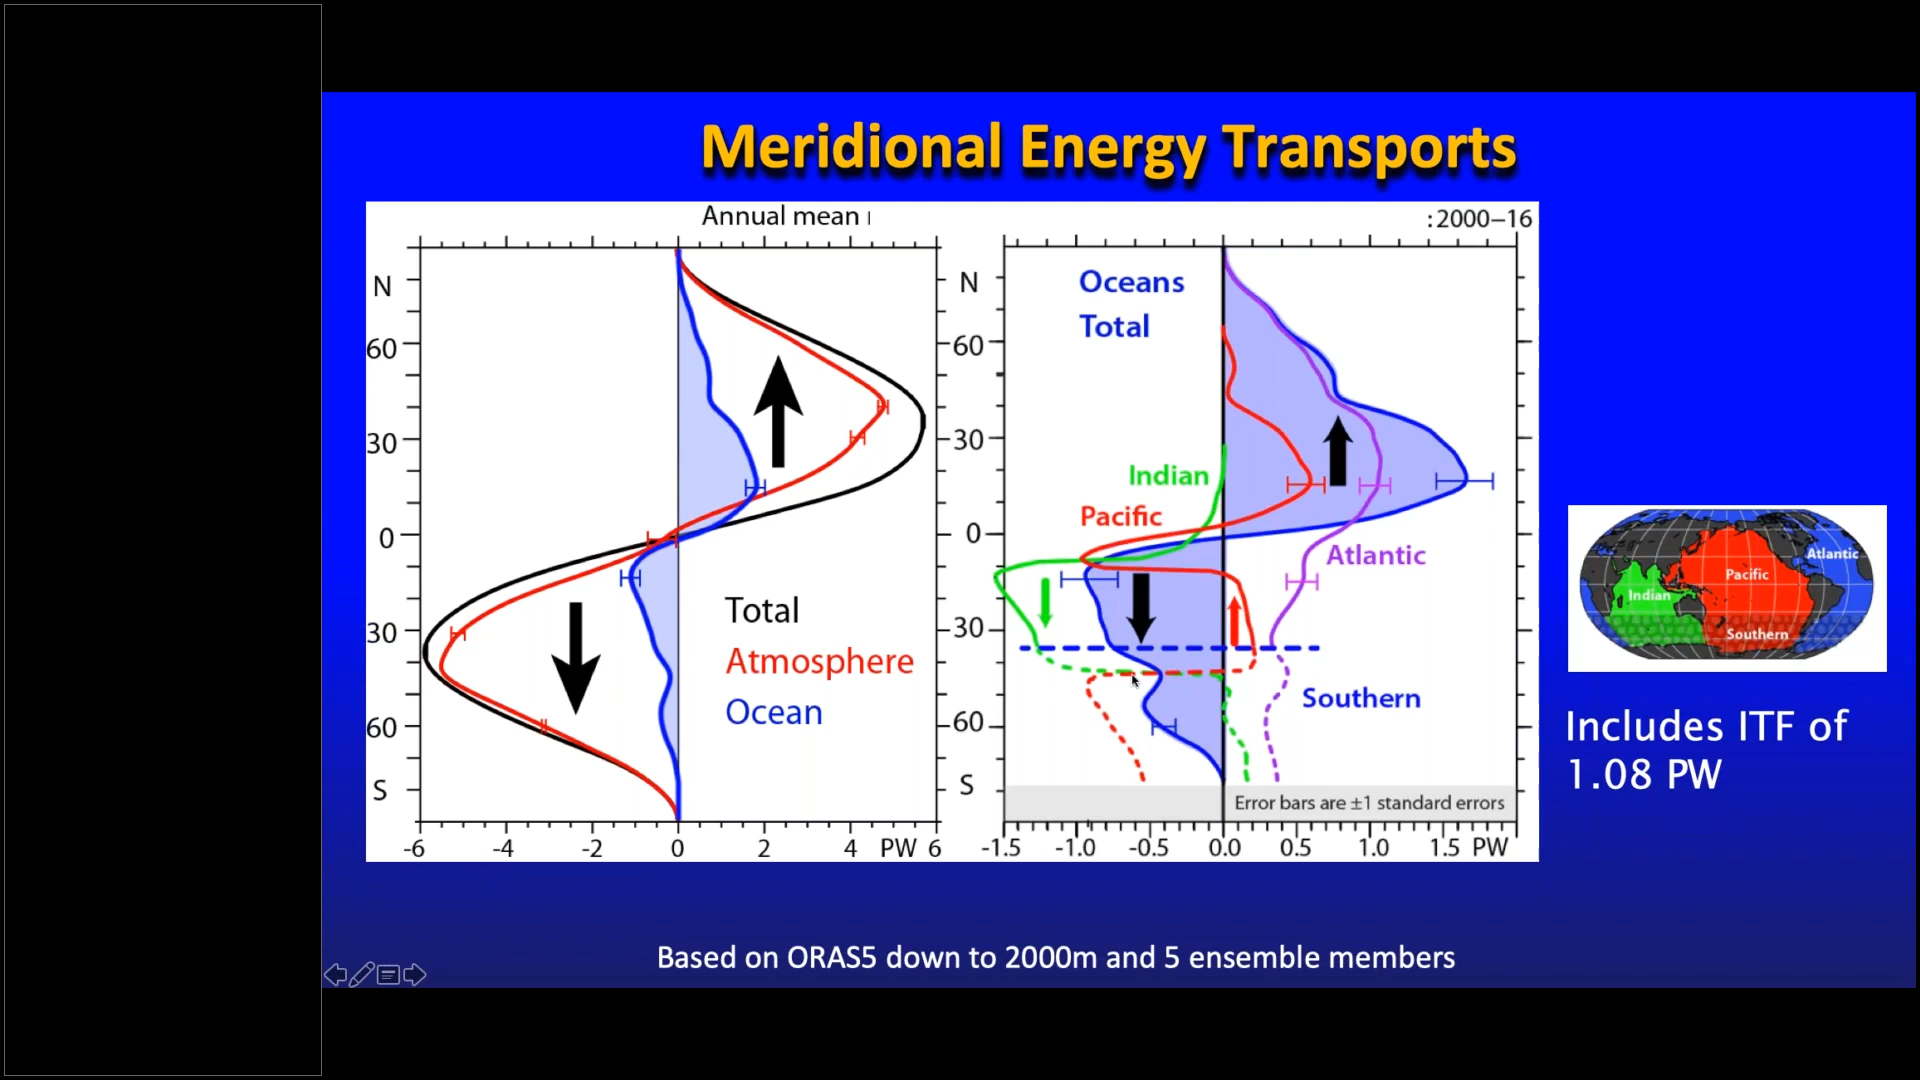 Meridional Energy Transports
Annual mean
:2000–16
N
60
30
0
30
60
S
-6 -4 -2 0 2 4 PW 6
Total
Atmosphere
Ocean
N
60
30
0
30
60
S
Oceans
Total
Indian
Pacific
Atlantic
Southern
Error bars are ±1 standard errors
-1.5 -1.0 -0.5 0.0 0.5 1.0 1.5 PW
Atlantic
Pacific
Indian
Southern
Includes ITF of
1.08 PW
Based on ORAS5 down to 2000m and 5 ensemble members